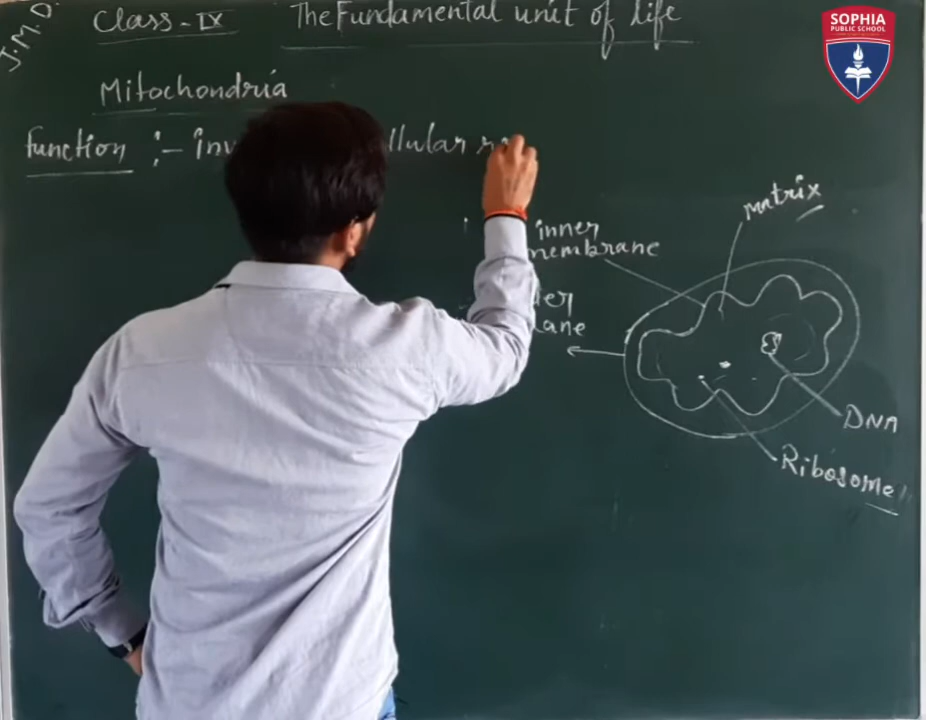 J.M.D.
Class - IX
The Fundamental unit of life
SOPHIA
PUBLIC SCHOOL
Mitochondria
Function :-
matrix
inner
membrane
DNA
Ribosome